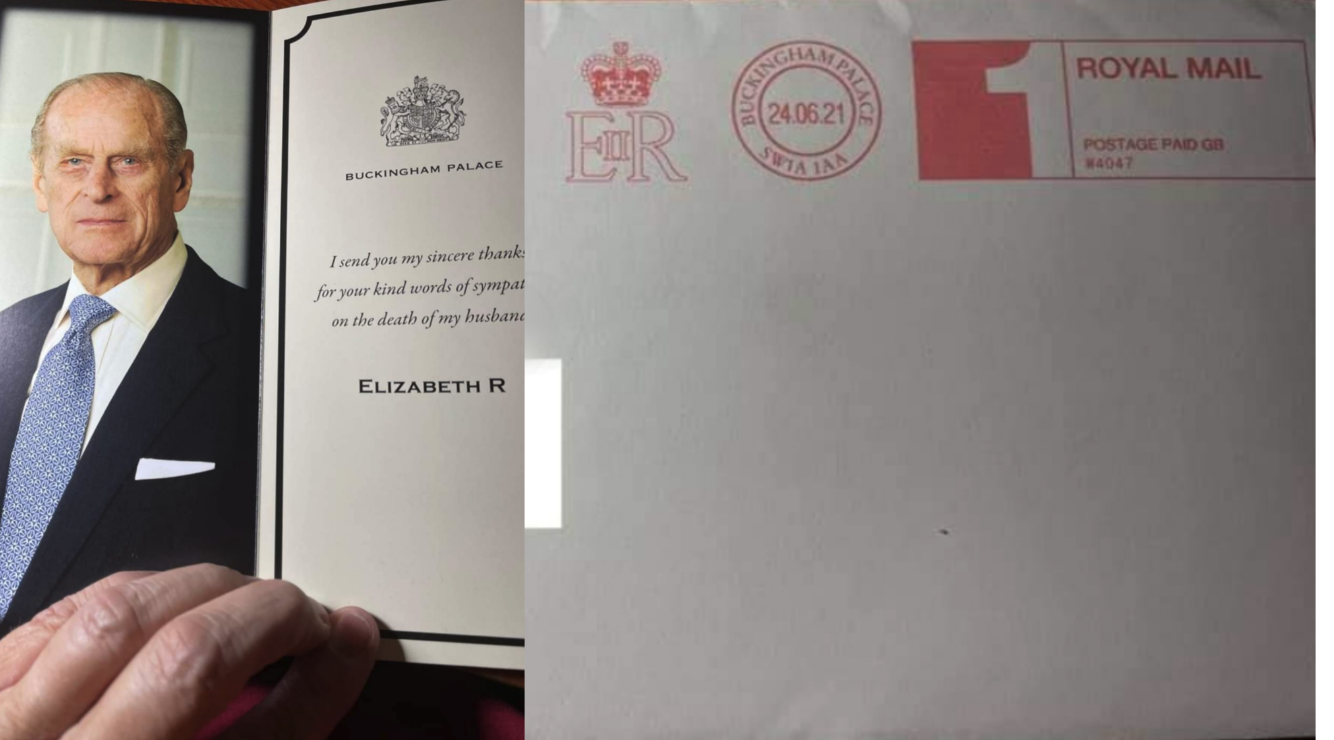 BUCKINGHAM PALACE
I send you my sincere thanks
for your kind words of sympat
on the death of my husband
ELIZABETH R
EIIR
BUCKINGHAM PALACE
24.06.21
SW1A 1AA
1
ROYAL MAIL
POSTAGE PAID GB
#4047